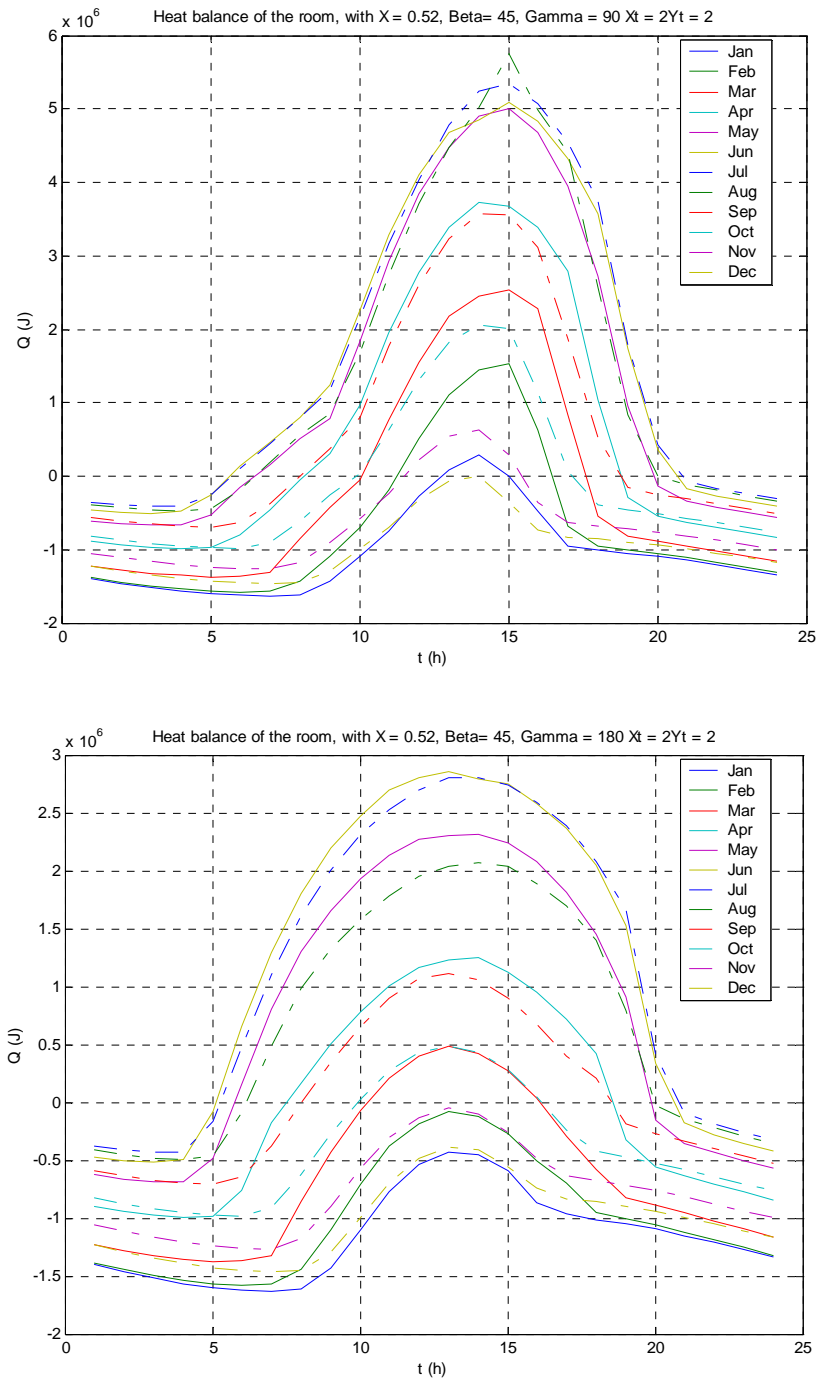 Heat balance of the room, with X = 0.52, Beta= 45, Gamma = 90 Xt = 2Yt = 2
x 10^6
6
5
4
3
2
1
0
-1
-2
Q (J)
0 5 10 15 20 25
t (h)
Jan
Feb
Mar
Apr
May
Jun
Jul
Aug
Sep
Oct
Nov
Dec
Heat balance of the room, with X = 0.52, Beta= 45, Gamma = 180 Xt = 2Yt = 2
x 10^6
3
2.5
2
1.5
1
0.5
0
-0.5
-1
-1.5
-2
Q (J)
0 5 10 15 20 25
t (h)
Jan
Feb
Mar
Apr
May
Jun
Jul
Aug
Sep
Oct
Nov
Dec